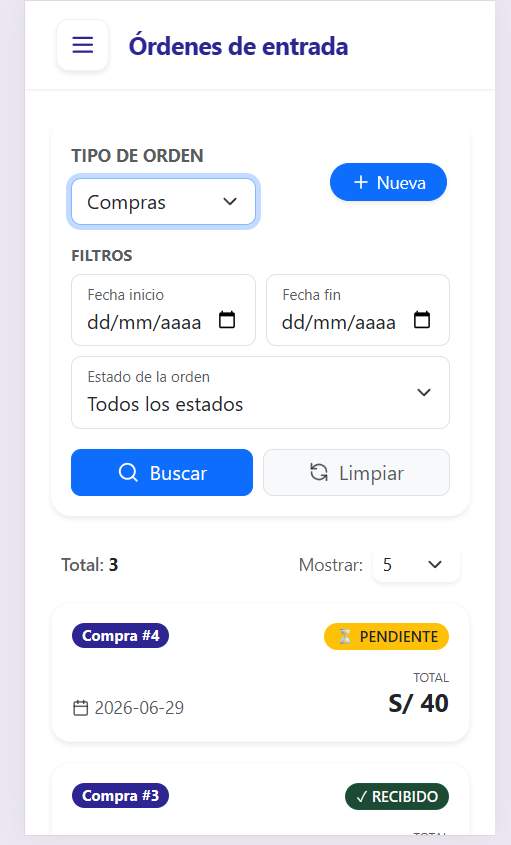 Órdenes de entrada
TIPO DE ORDEN
Compras
+ Nueva
FILTROS
Fecha inicio
dd/mm/aaaa
Fecha fin
dd/mm/aaaa
Estado de la orden
Todos los estados
Buscar
Limpiar
Total: 3
Mostrar: 5
Compra #4
PENDIENTE
TOTAL
2026-06-29
S/ 40
Compra #3
✓ RECIBIDO
TOTAL